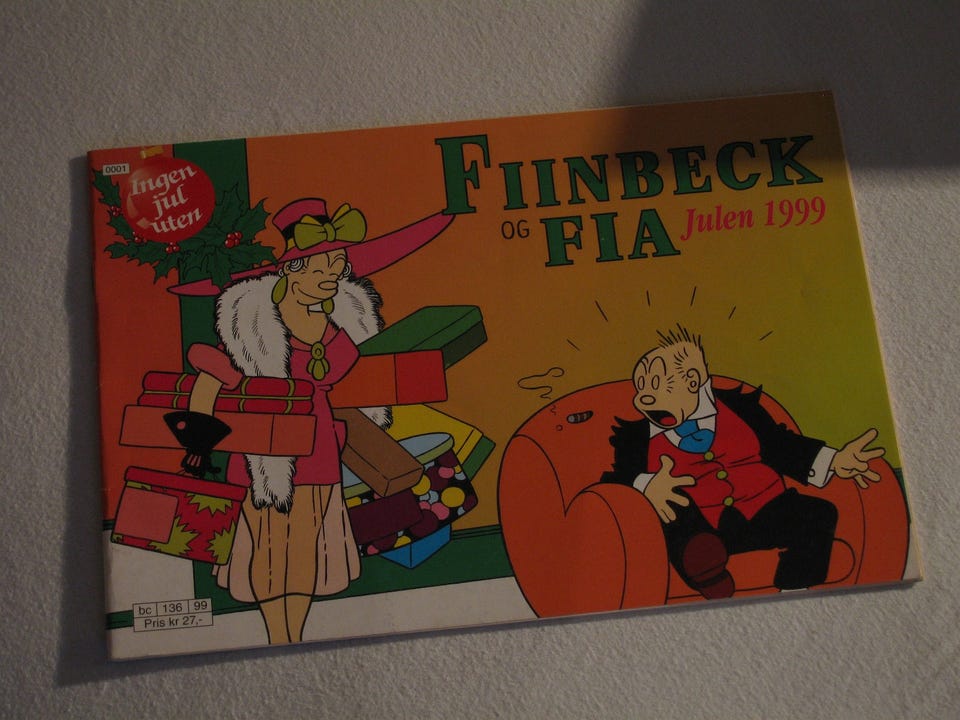 0001
Ingen
jul
uten
FIINBECK
OG FIA Julen 1999
bc 136 99
Pris kr 27,-